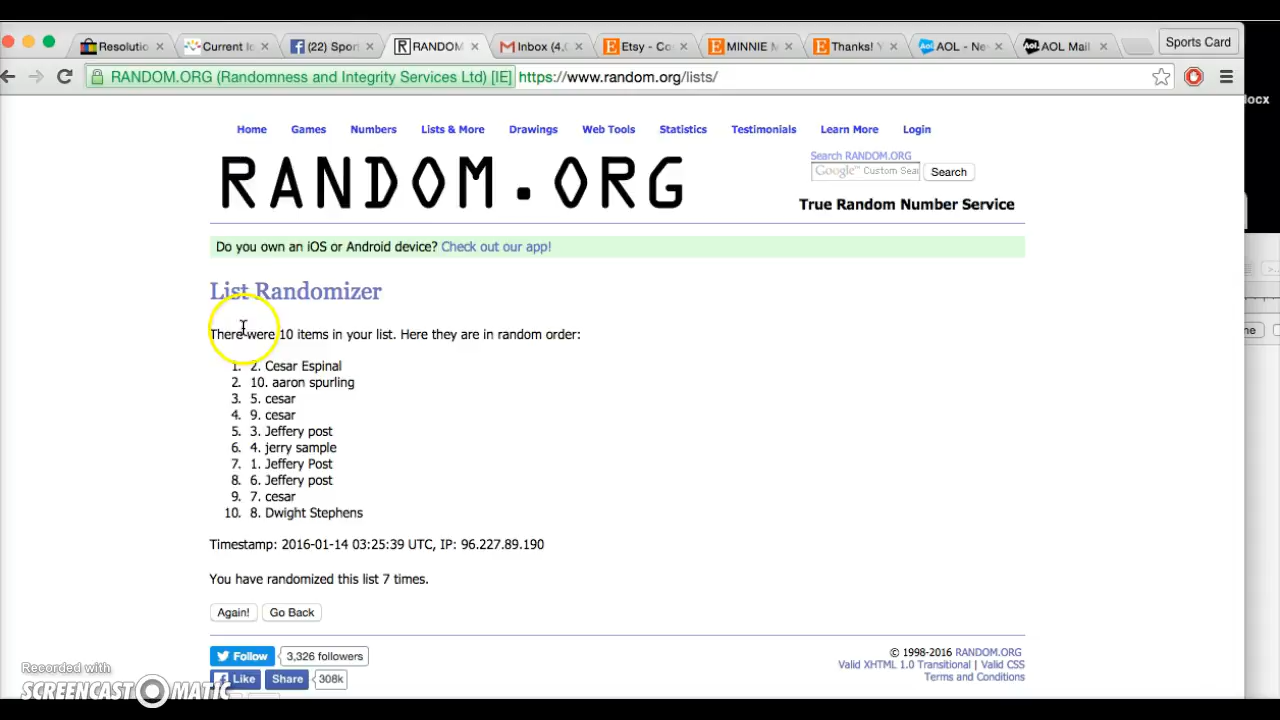 Resolutio
Current Io
(22) Sport
RANDOM
Inbox (4,0
Etsy - Co
MINNIE M
Thanks! Y
AOL - Ne
AOL Mail
Sports Card
RANDOM.ORG (Randomness and Integrity Services Ltd) [IE] https://www.random.org/lists/
ocx
Home Games Numbers Lists & More Drawings Web Tools Statistics Testimonials Learn More Login
RANDOM.ORG
Search RANDOM.ORG
Google™ Custom Sea Search
True Random Number Service
Do you own an iOS or Android device? Check out our app!
List Randomizer
There were 10 items in your list. Here they are in random order:
1. 2. Cesar Espinal
2. 10. aaron spurling
3. 5. cesar
4. 9. cesar
5. 3. Jeffery post
6. 4. jerry sample
7. 1. Jeffery Post
8. 6. Jeffery post
9. 7. cesar
10. 8. Dwight Stephens
Timestamp: 2016-01-14 03:25:39 UTC, IP: 96.227.89.190
You have randomized this list 7 times.
Again! Go Back
Follow 3,326 followers
Like Share 308k
© 1998-2016 RANDOM.ORG
Valid XHTML 1.0 Transitional | Valid CSS
Terms and Conditions
Recorded with
SCREENCAST-O-MATIC